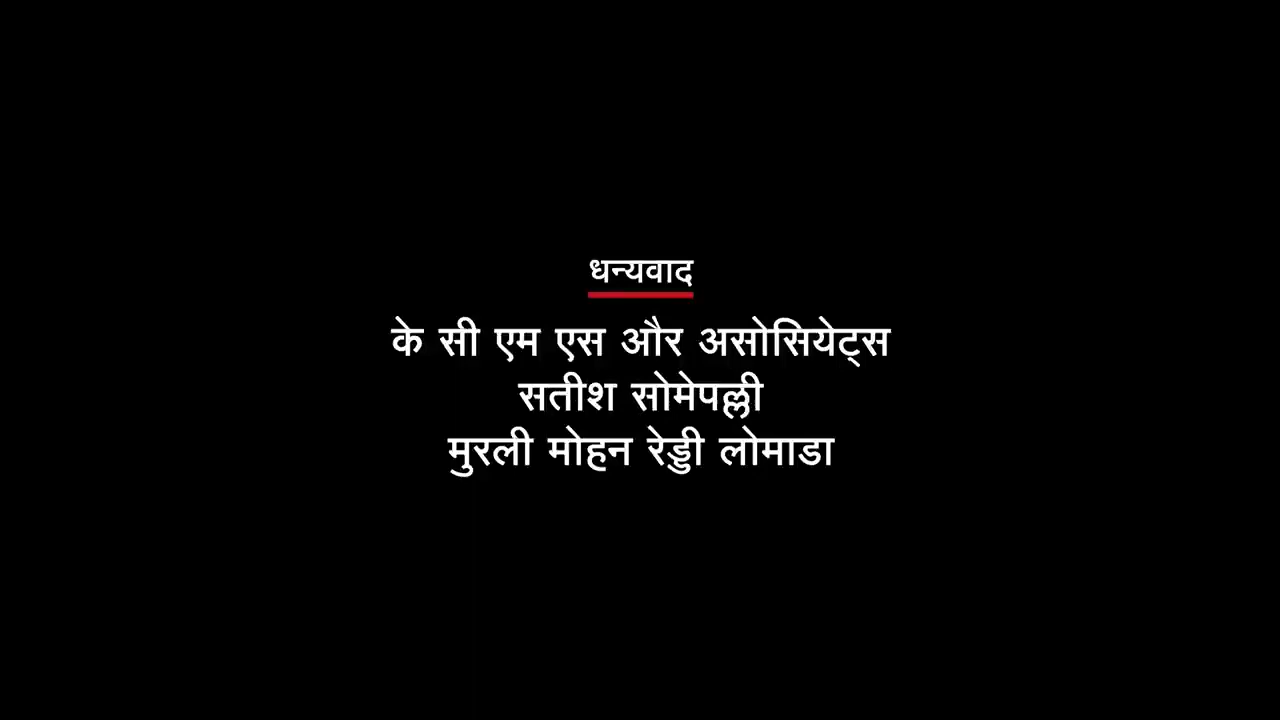 धन्यवाद
के सी एम एस और असोसियेट्स
सतीश सोमेपल्ली
मुरली मोहन रेड्डी लोमाडा